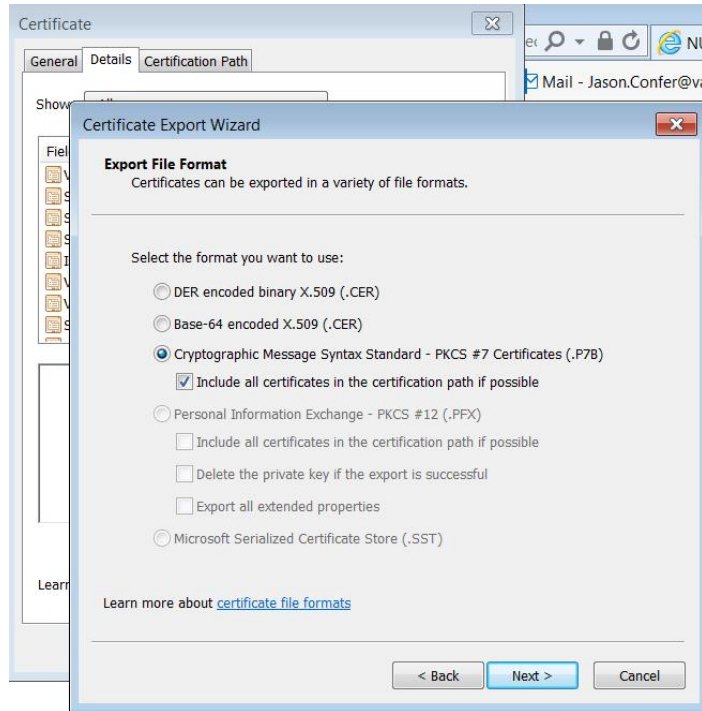 Certificate
General Details Certification Path
NU
Mail - Jason.Confer@va
Show
Certificate Export Wizard
Fiel
Export File Format
Certificates can be exported in a variety of file formats.
Select the format you want to use:
DER encoded binary X.509 (.CER)
Base-64 encoded X.509 (.CER)
Cryptographic Message Syntax Standard - PKCS #7 Certificates (.P7B)
Include all certificates in the certification path if possible
Personal Information Exchange - PKCS #12 (.PFX)
Include all certificates in the certification path if possible
Delete the private key if the export is successful
Export all extended properties
Microsoft Serialized Certificate Store (.SST)
Learn
Learn more about certificate file formats
< Back Next > Cancel